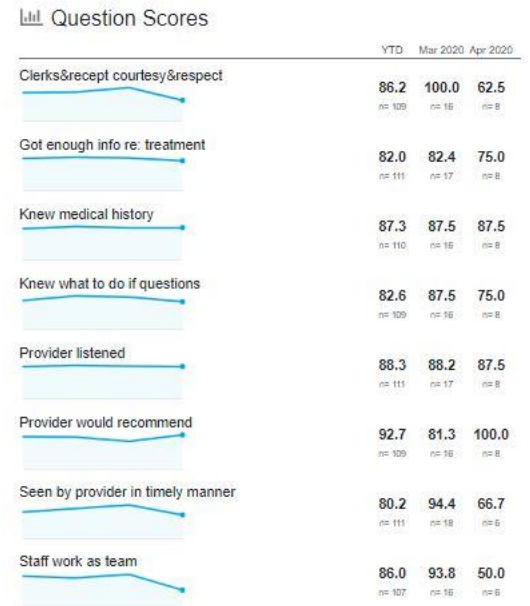 Question Scores
YTD Mar 2020 Apr 2020
Clerks&recept courtesy&respect
86.2 100.0 62.5
n= 109 n= 16 n= 8
Got enough info re: treatment
82.0 82.4 75.0
n= 111 n= 17 n= 8
Knew medical history
87.3 87.5 87.5
n= 110 n= 16 n= 8
Knew what to do if questions
82.6 87.5 75.0
n= 109 n= 16 n= 8
Provider listened
88.3 88.2 87.5
n= 111 n= 17 n= 8
Provider would recommend
92.7 81.3 100.0
n= 109 n= 16 n= 8
Seen by provider in timely manner
80.2 94.4 66.7
n= 111 n= 18 n= 6
Staff work as team
86.0 93.8 50.0
n= 107 n= 16 n= 6